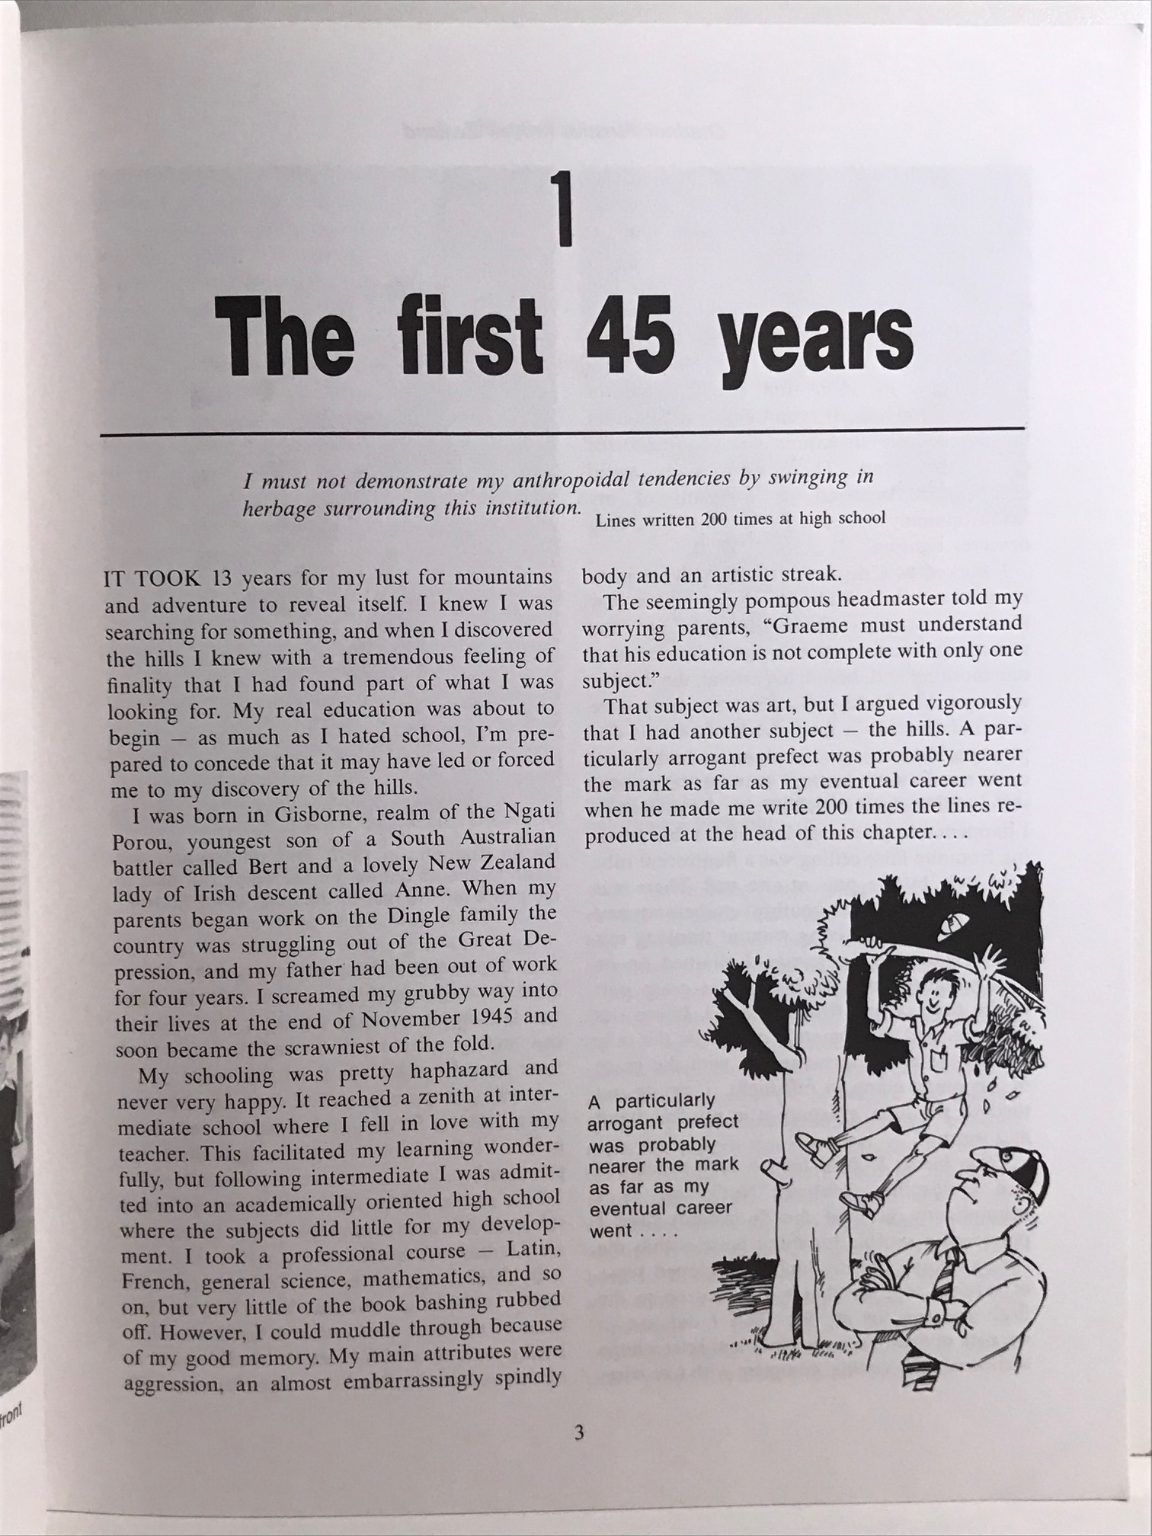 1
The first 45 years
I must not demonstrate my anthropoidal tendencies by swinging in
herbage surrounding this institution.
Lines written 200 times at high school
IT TOOK 13 years for my lust for mountains
and adventure to reveal itself. I knew I was
searching for something, and when I discovered
the hills I knew with a tremendous feeling of
finality that I had found part of what I was
looking for. My real education was about to
begin — as much as I hated school, I'm pre-
pared to concede that it may have led or forced
me to my discovery of the hills.
I was born in Gisborne, realm of the Ngati
Porou, youngest son of a South Australian
battler called Bert and a lovely New Zealand
lady of Irish descent called Anne. When my
parents began work on the Dingle family the
country was struggling out of the Great De-
pression, and my father had been out of work
for four years. I screamed my grubby way into
their lives at the end of November 1945 and
soon became the scrawniest of the fold.
My schooling was pretty haphazard and
never very happy. It reached a zenith at inter-
mediate school where I fell in love with my
teacher. This facilitated my learning wonder-
fully, but following intermediate I was admit-
ted into an academically oriented high school
where the subjects did little for my develop-
ment. I took a professional course — Latin,
French, general science, mathematics, and so
on, but very little of the book bashing rubbed
off. However, I could muddle through because
of my good memory. My main attributes were
aggression, an almost embarrassingly spindly
body and an artistic streak.
The seemingly pompous headmaster told my
worrying parents, “Graeme must understand
that his education is not complete with only one
subject.”
That subject was art, but I argued vigorously
that I had another subject — the hills. A par-
ticularly arrogant prefect was probably nearer
the mark as far as my eventual career went
when he made me write 200 times the lines re-
produced at the head of this chapter....
A particularly
arrogant prefect
was probably
nearer the mark
as far as my
eventual career
went ....
3
front